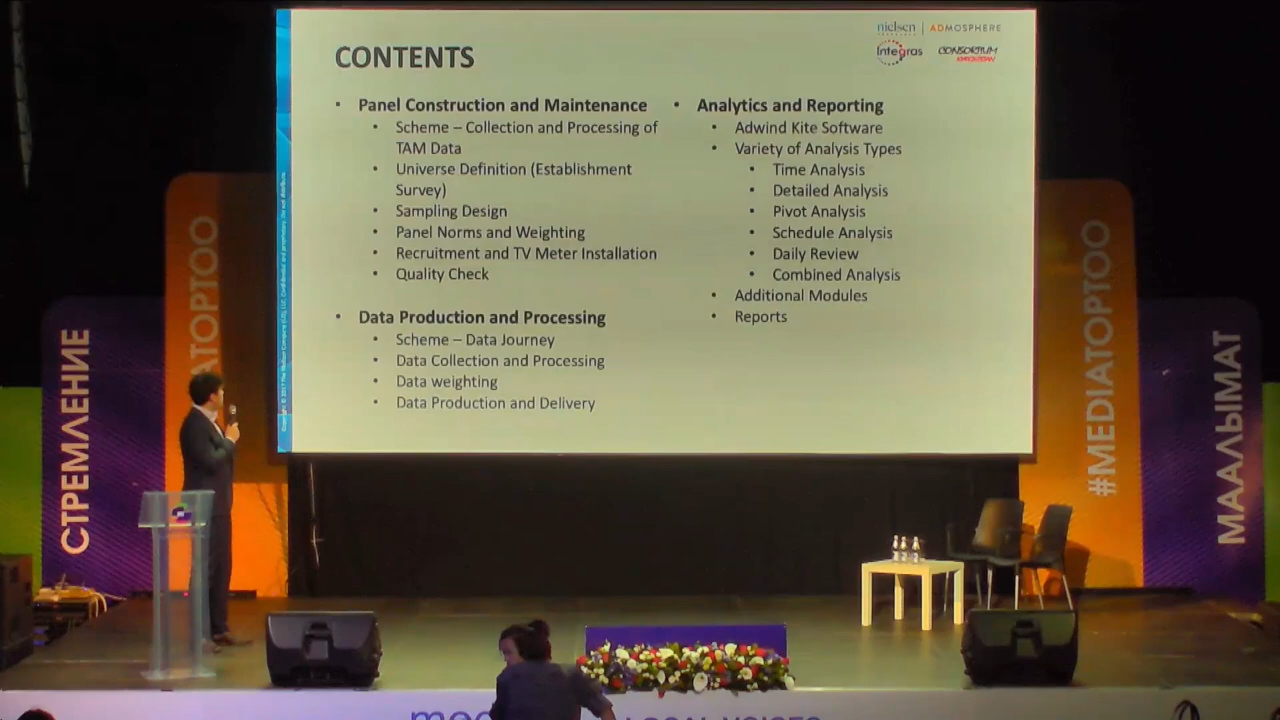 CONTENTS
nielsen | ADMOSPHERE
Integras CONSORTIUM
• Panel Construction and Maintenance
• Scheme – Collection and Processing of
TAM Data
• Universe Definition (Establishment
Survey)
• Sampling Design
• Panel Norms and Weighting
• Recruitment and TV Meter Installation
• Quality Check
• Data Production and Processing
• Scheme – Data Journey
• Data Collection and Processing
• Data weighting
• Data Production and Delivery
• Analytics and Reporting
• Adwind Kite Software
• Variety of Analysis Types
• Time Analysis
• Detailed Analysis
• Pivot Analysis
• Schedule Analysis
• Daily Review
• Combined Analysis
• Additional Modules
• Reports
СТРЕМЛЕНИЕ
АТОРТОО
#MEDIATOPTOO
МААЛЫМАТ